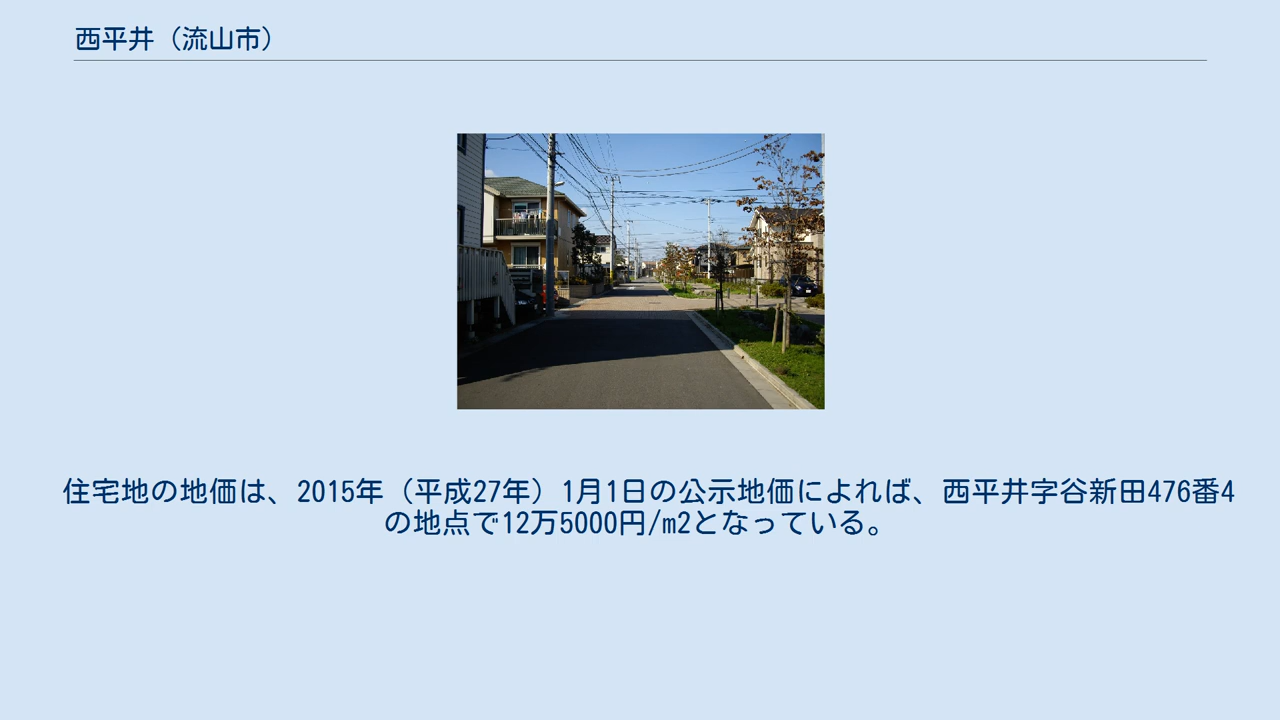 西平井（流山市）
住宅地の地価は、2015年（平成27年）1月1日の公示地価によれば、西平井字谷新田476番4
の地点で12万5000円/m2となっている。